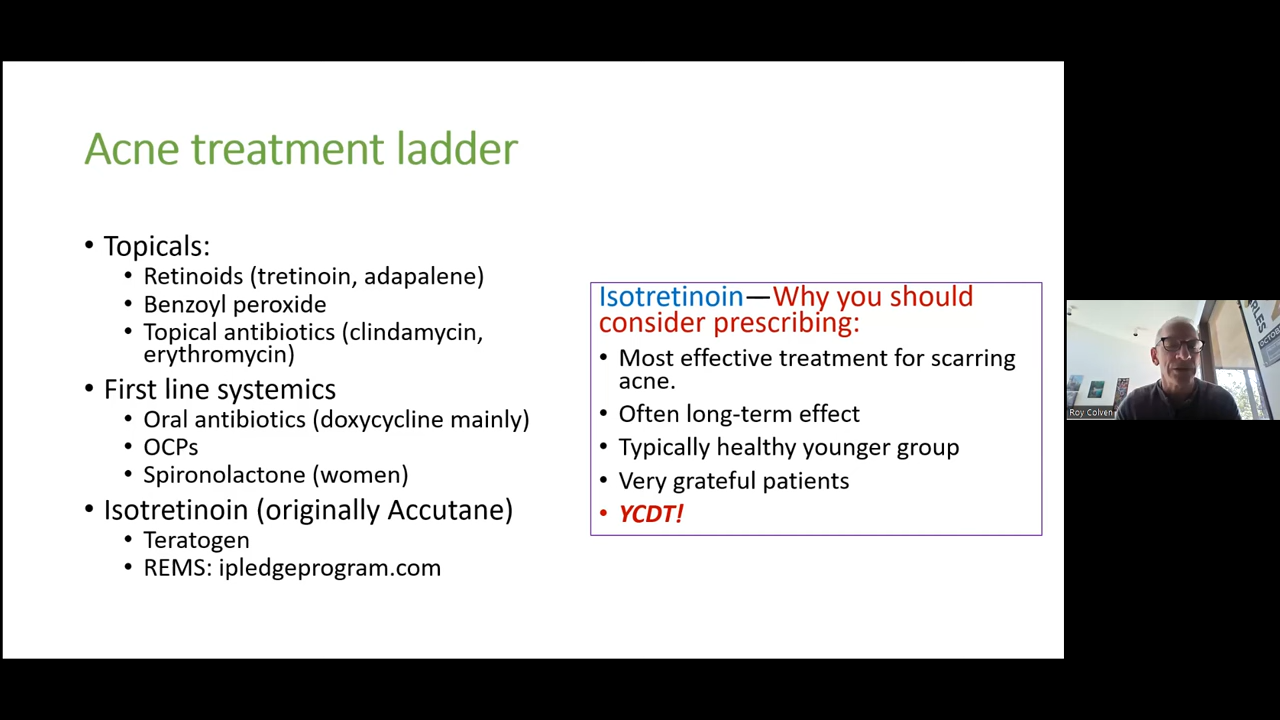 Acne treatment ladder
• Topicals:
• Retinoids (tretinoin, adapalene)
• Benzoyl peroxide
• Topical antibiotics (clindamycin,
erythromycin)
• First line systemics
• Oral antibiotics (doxycycline mainly)
• OCPs
• Spironolactone (women)
• Isotretinoin (originally Accutane)
• Teratogen
• REMS: ipledgeprogram.com
Isotretinoin—Why you should
consider prescribing:
• Most effective treatment for scarring
acne.
• Often long-term effect
• Typically healthy younger group
• Very grateful patients
• YCDT!
Roy Colven